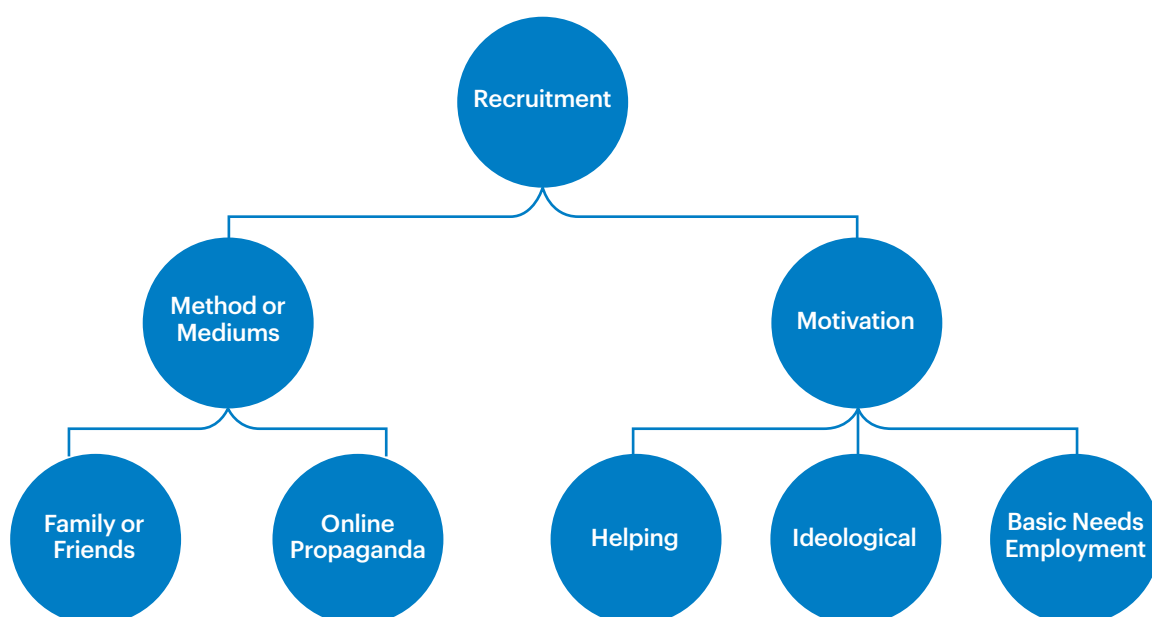 Recruitment
Method or
Mediums
Motivation
Family or
Friends
Online
Propaganda
Helping
Ideological
Basic Needs
Employment